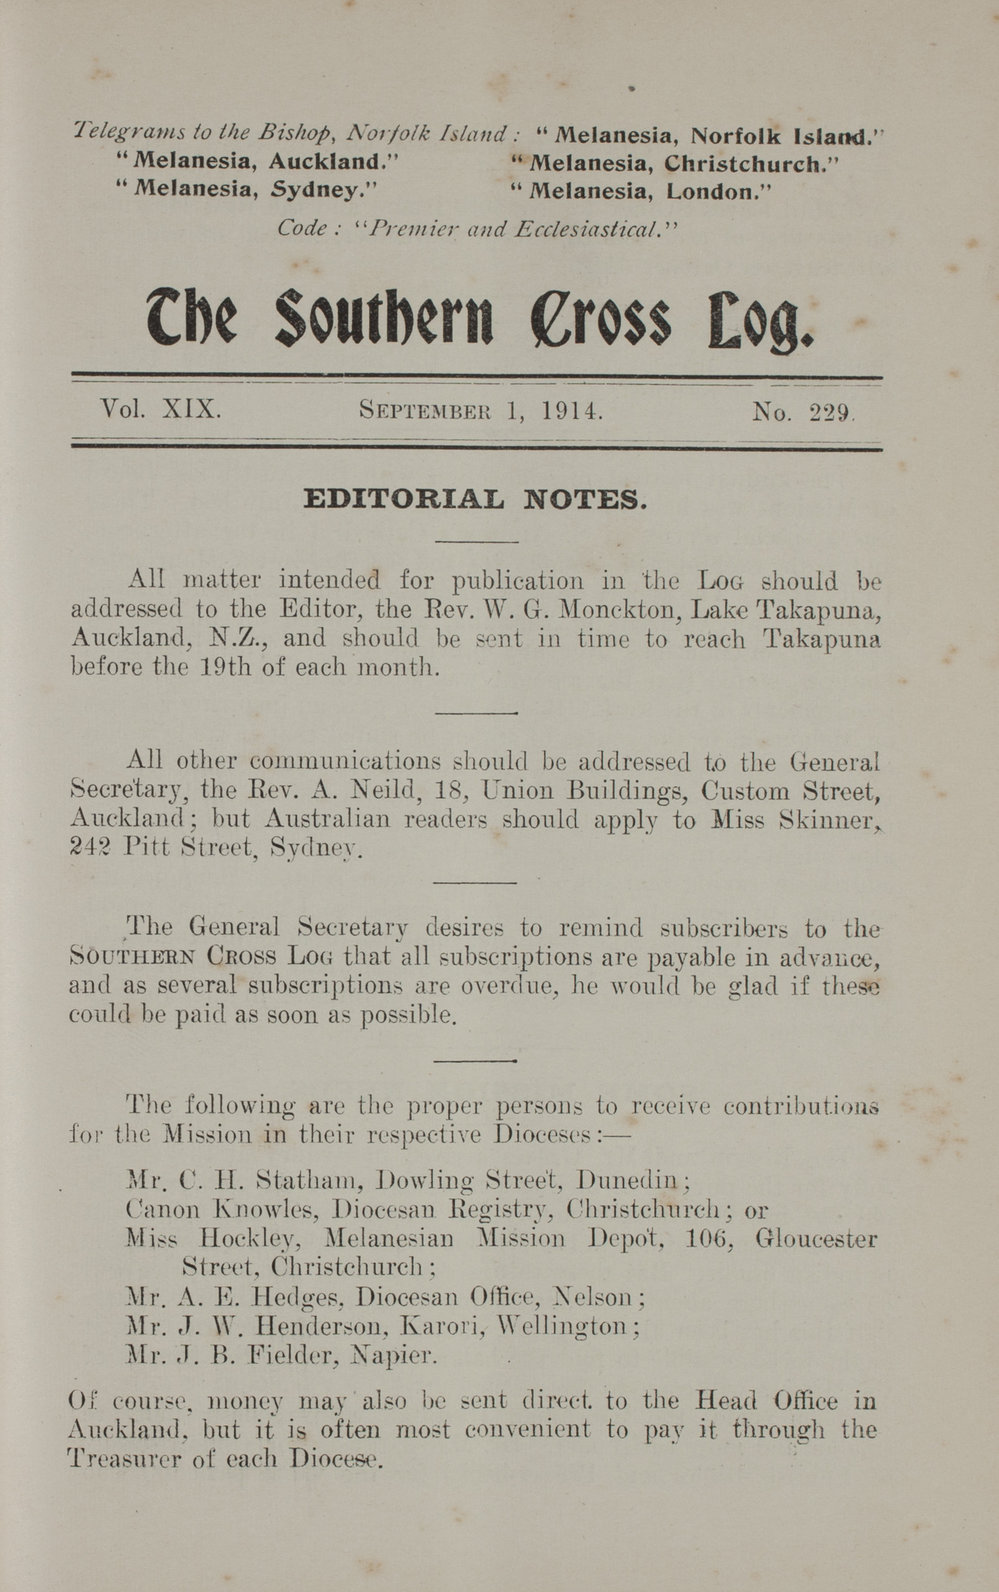 Telegrams to the Bishop, Norfolk Island : "Melanesia, Norfolk Island."
"Melanesia, Auckland." "Melanesia, Christchurch."
"Melanesia, Sydney." "Melanesia, London."
Code : "Premier and Ecclesiastical."
The Southern Cross Log.
Vol. XIX. September 1, 1914. No. 229.
EDITORIAL NOTES.
All matter intended for publication in the Log should be
addressed to the Editor, the Rev. W. G. Monckton, Lake Takapuna,
Auckland, N.Z., and should be sent in time to reach Takapuna
before the 19th of each month.
All other communications should be addressed to the General
Secretary, the Rev. A. Neild, 18, Union Buildings, Custom Street,
Auckland; but Australian readers should apply to Miss Skinner,
242 Pitt Street, Sydney.
The General Secretary desires to remind subscribers to the
Southern Cross Log that all subscriptions are payable in advance,
and as several subscriptions are overdue, he would be glad if these
could be paid as soon as possible.
The following are the proper persons to receive contributions
for the Mission in their respective Dioceses:—
Mr. C. H. Statham, Dowling Street, Dunedin;
Canon Knowles, Diocesan Registry, Christchurch; or
Miss Hockley, Melanesian Mission Depot, 106, Gloucester
Street, Christchurch;
Mr. A. E. Hedges, Diocesan Office, Nelson;
Mr. J. W. Henderson, Karori, Wellington;
Mr. J. B. Fielder, Napier.
Of course, money may also be sent direct to the Head Office in
Auckland, but it is often most convenient to pay it through the
Treasurer of each Diocese.